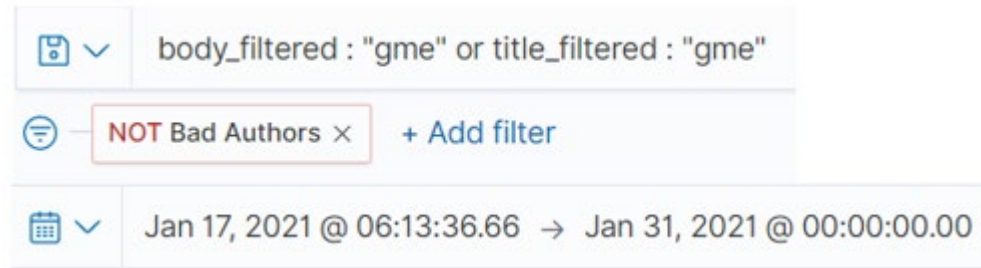 body_filtered : "gme" or title_filtered : "gme"
NOT Bad Authors × + Add filter
Jan 17, 2021 @ 06:13:36.66 → Jan 31, 2021 @ 00:00:00.00